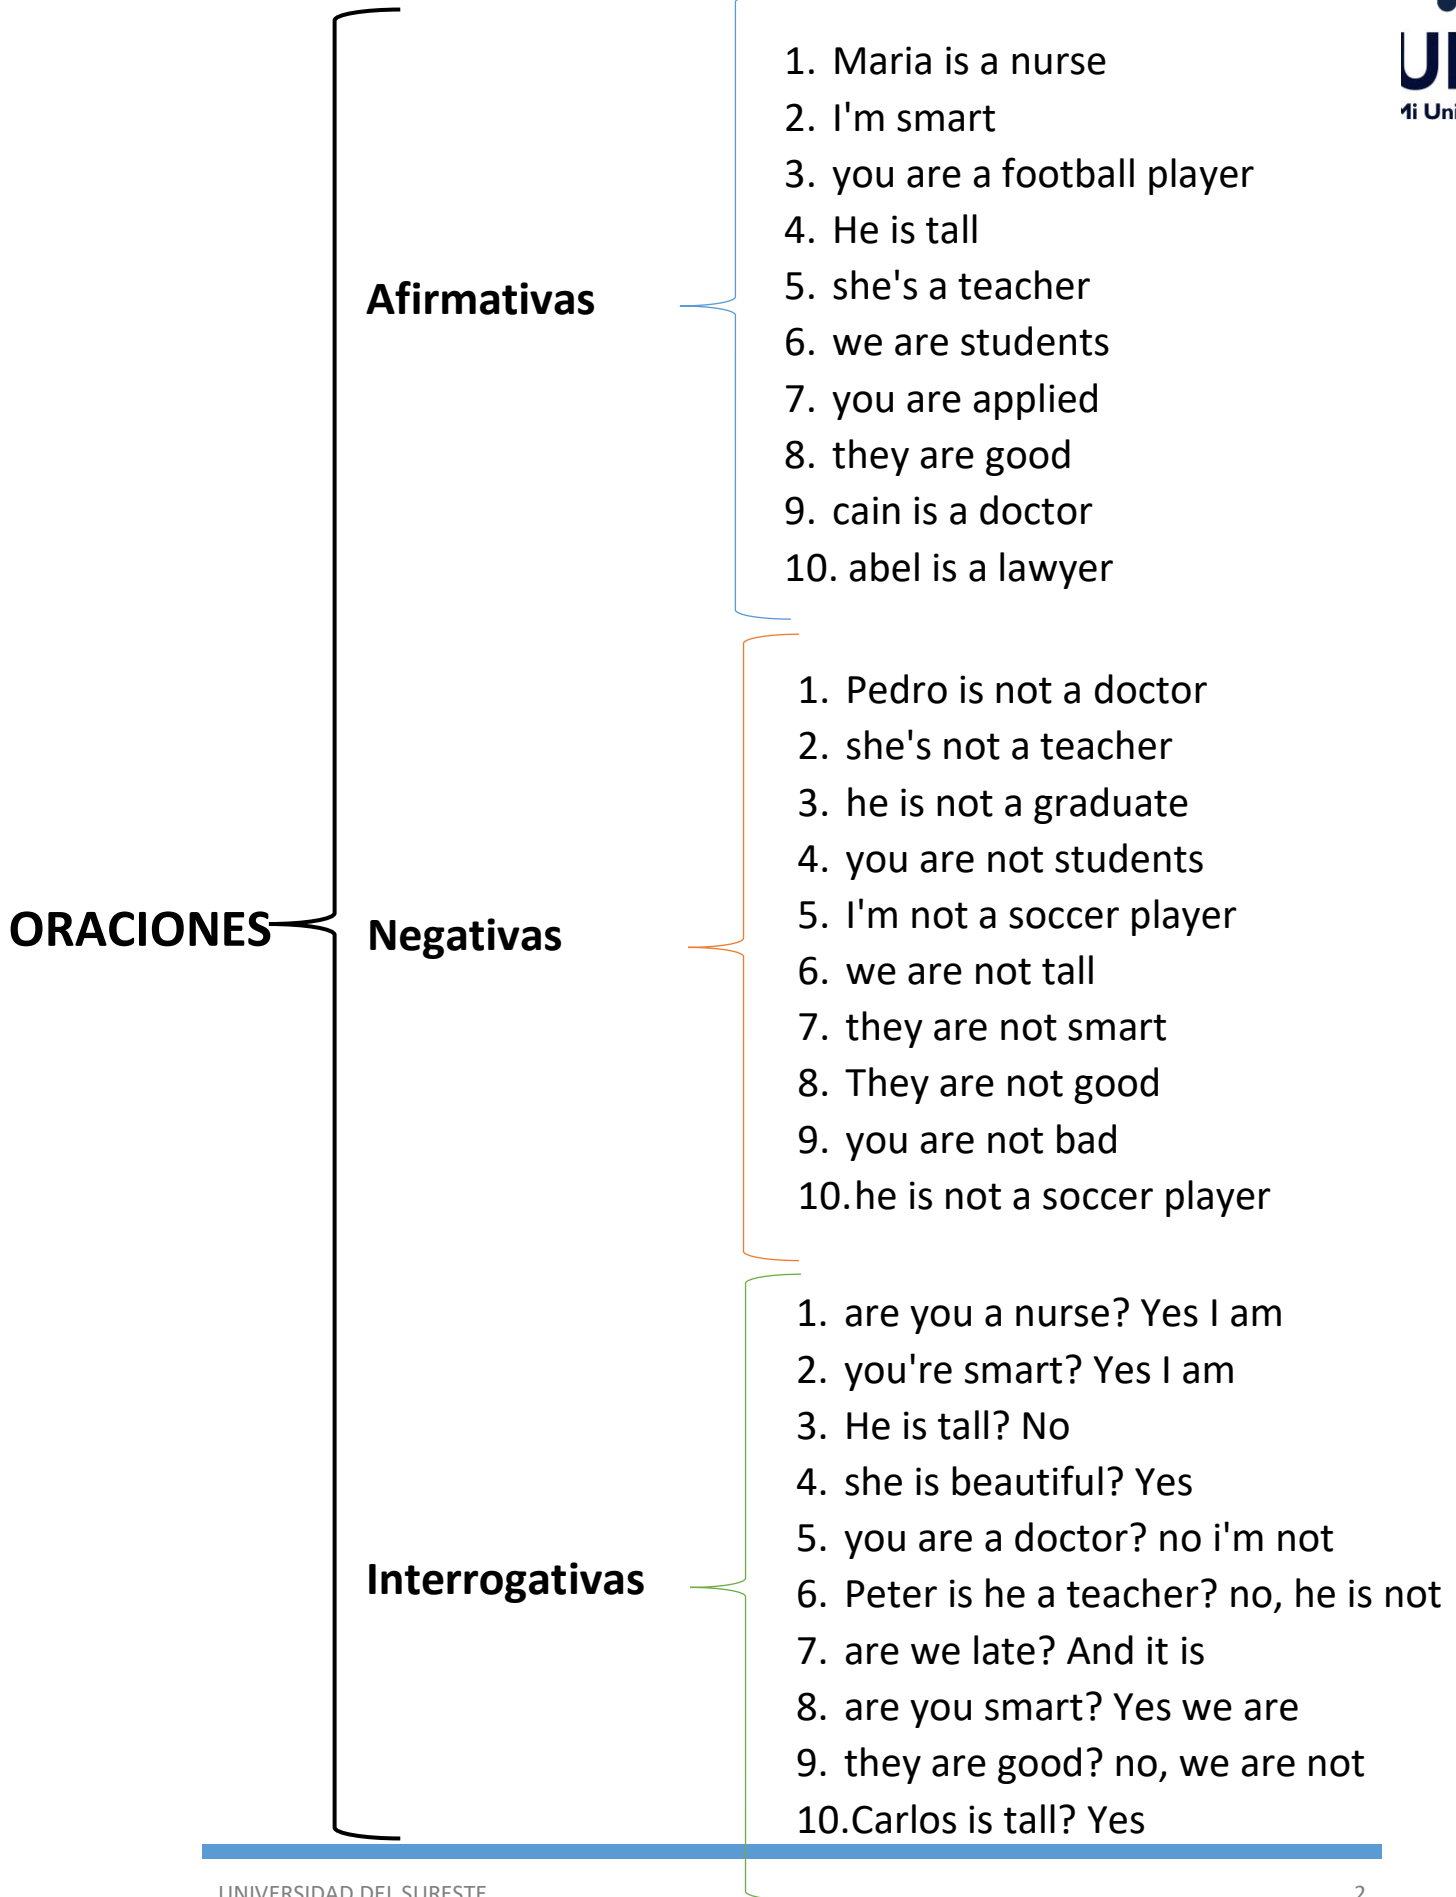 1. Maria is a nurse
2. I'm smart
3. you are a football player
4. He is tall
5. she's a teacher
6. we are students
7. you are applied
8. they are good
9. cain is a doctor
10. abel is a lawyer
Afirmativas
1. Pedro is not a doctor
2. she's not a teacher
3. he is not a graduate
4. you are not students
5. I'm not a soccer player
6. we are not tall
7. they are not smart
8. They are not good
9. you are not bad
10.he is not a soccer player
ORACIONES
Negativas
1. are you a nurse? Yes I am
2. you're smart? Yes I am
3. He is tall? No
4. she is beautiful? Yes
5. you are a doctor? no i'm not
6. Peter is he a teacher? no, he is not
7. are we late? And it is
8. are you smart? Yes we are
9. they are good? no, we are not
10.Carlos is tall? Yes
Interrogativas
UNIVERSIDAD DEL SURESTE
2